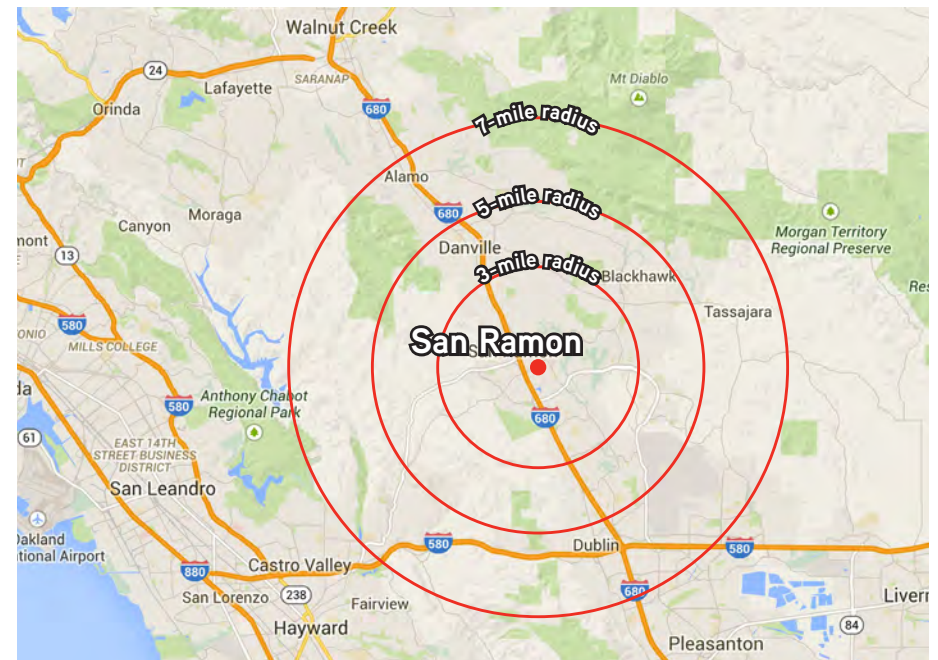 Walnut Creek
24
SARANAP
Lafayette
Mt Diablo
Orinda
680
7-mile radius
Alamo
5-mile radius
680
Moraga
Canyon
Morgan Territory
Regional Preserve
mont
13
Danville
3-mile radius
Blackhawk
Res
Tassajara
580
ONIO
MILLS COLLEGE
San Ramon
da
580
Anthony Chabot
Regional Park
680
61
EAST 14TH
STREET BUSINESS
DISTRICT
San Leandro
Oakland
tional Airport
580
Dublin
580
880
Castro Valley
680
San Lorenzo
238
Fairview
Liverm
Hayward
84
Pleasanton